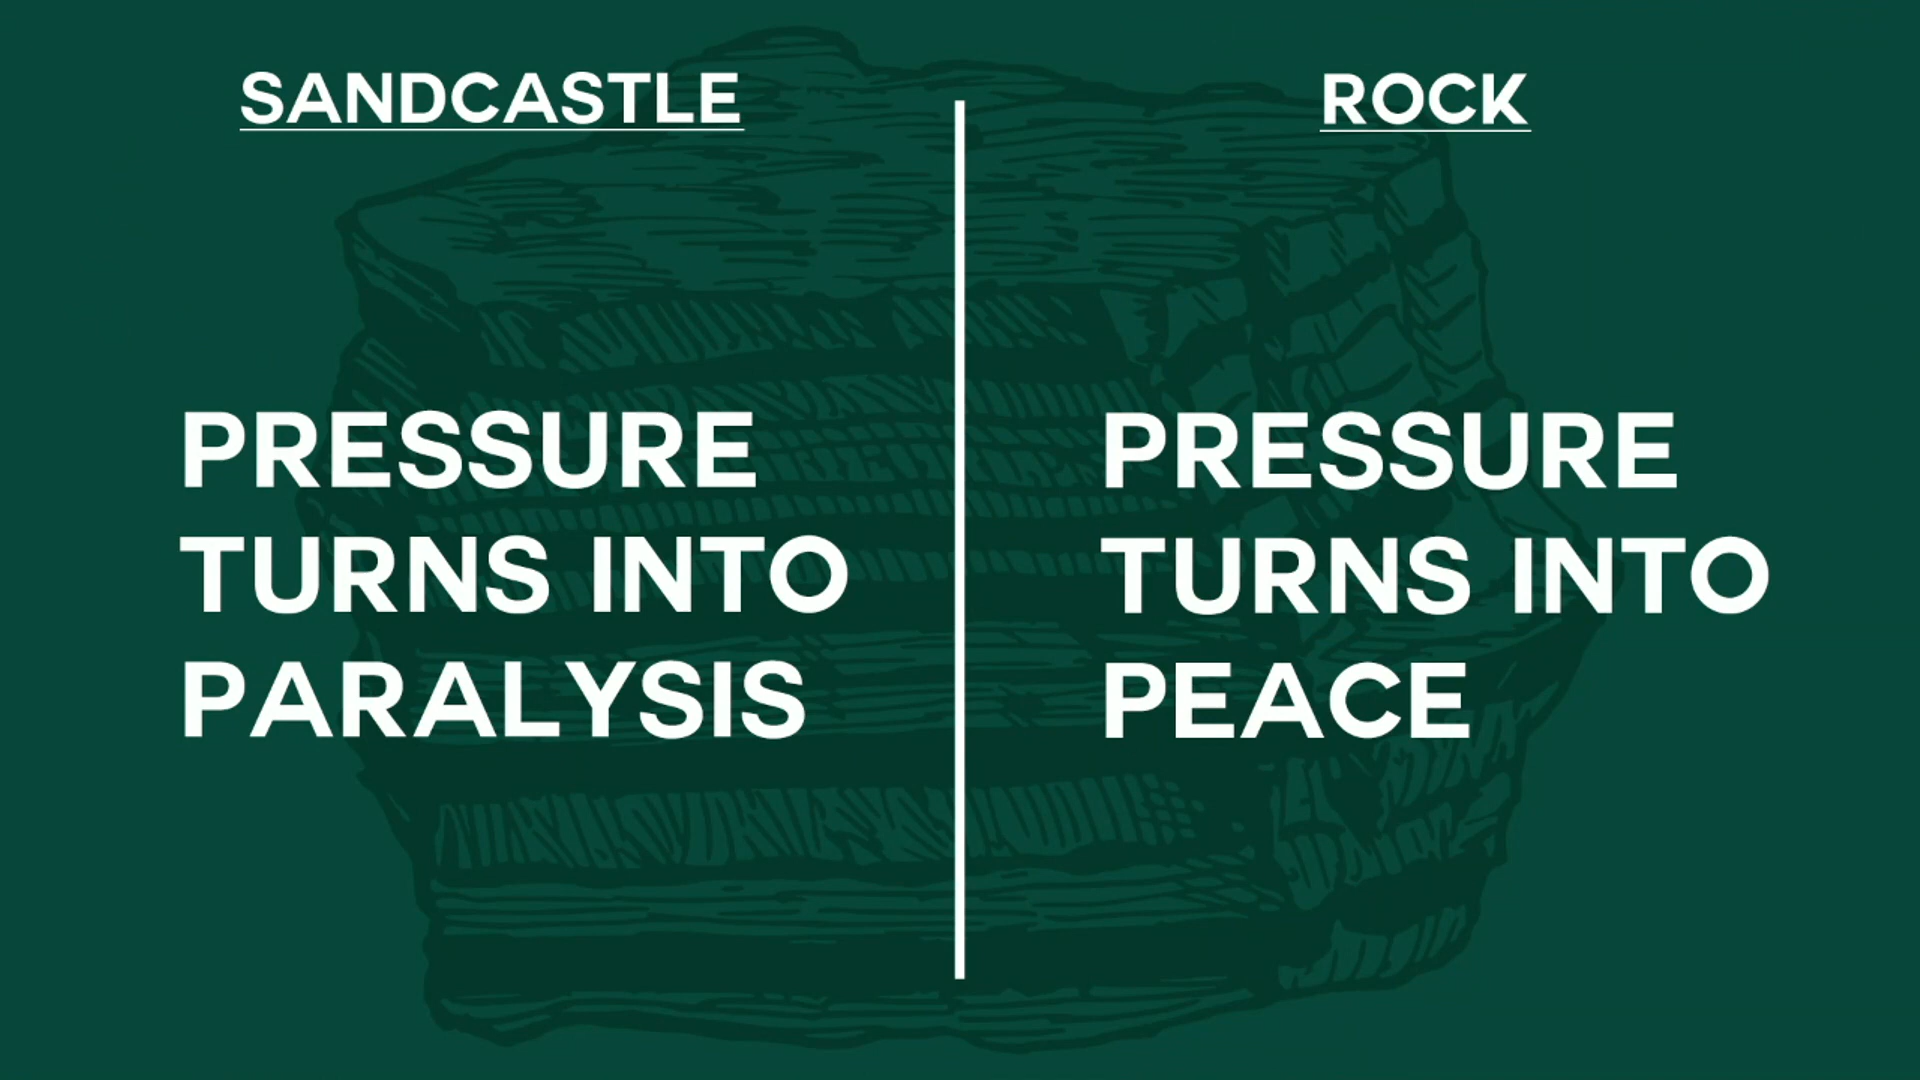 SANDCASTLE
PRESSURE
TURNS INTO
PARALYSIS
ROCK
PRESSURE
TURNS INTO
PEACE